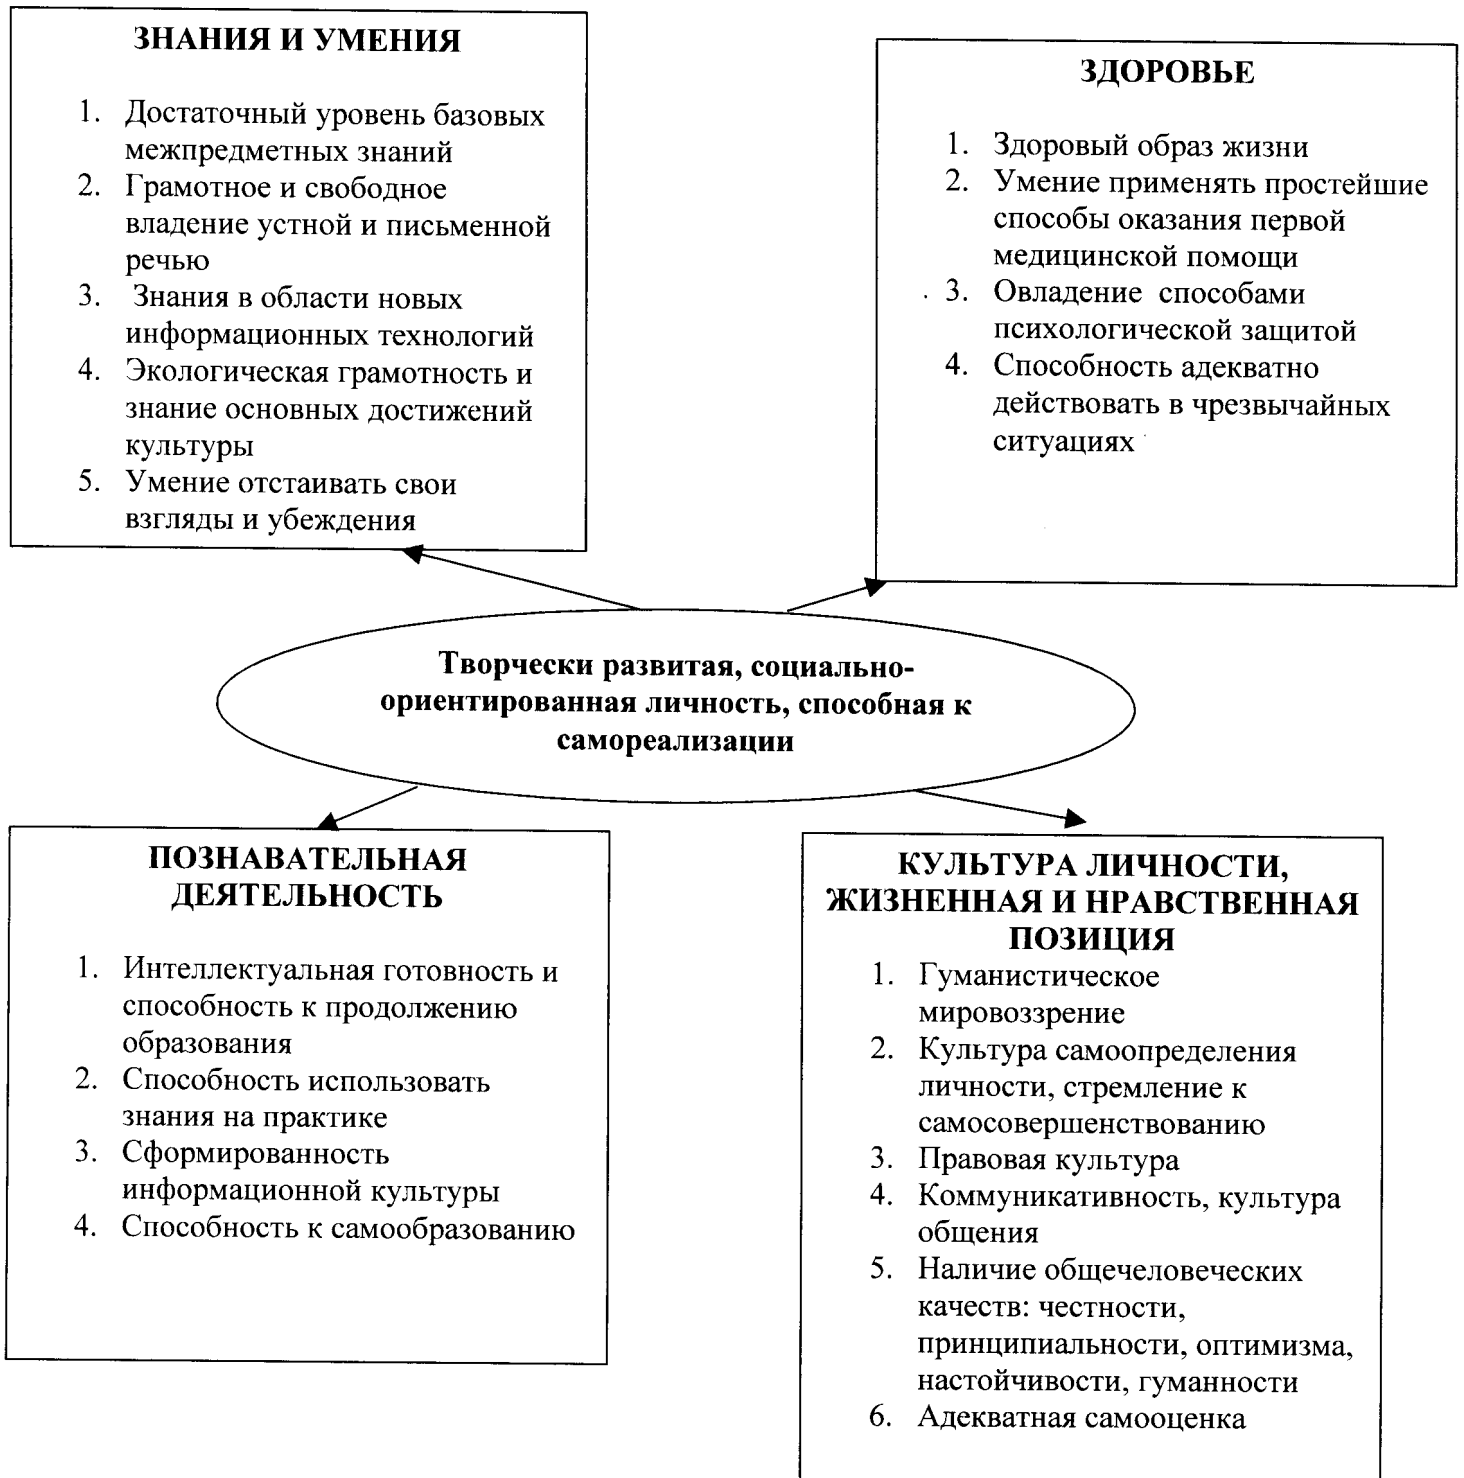 ЗНАНИЯ И УМЕНИЯ
1. Достаточный уровень базовых
межпредметных знаний
2. Грамотное и свободное
владение устной и письменной
речью
3. Знания в области новых
информационных технологий
4. Экологическая грамотность и
знание основных достижений
культуры
5. Умение отстаивать свои
взгляды и убеждения
ЗДОРОВЬЕ
1. Здоровый образ жизни
2. Умение применять простейшие
способы оказания первой
медицинской помощи
3. Овладение способами
психологической защитой
4. Способность адекватно
действовать в чрезвычайных
ситуациях
Творчески развитая, социально-
ориентированная личность, способная к
самореализации
ПОЗНАВАТЕЛЬНАЯ
ДЕЯТЕЛЬНОСТЬ
1. Интеллектуальная готовность и
способность к продолжению
образования
2. Способность использовать
знания на практике
3. Сформированность
информационной культуры
4. Способность к самообразованию
КУЛЬТУРА ЛИЧНОСТИ,
ЖИЗНЕННАЯ И НРАВСТВЕННАЯ
ПОЗИЦИЯ
1. Гуманистическое
мировоззрение
2. Культура самоопределения
личности, стремление к
самосовершенствованию
3. Правовая культура
4. Коммуникативность, культура
общения
5. Наличие общечеловеческих
качеств: честности,
принципиальности, оптимизма,
настойчивости, гуманности
6. Адекватная самооценка